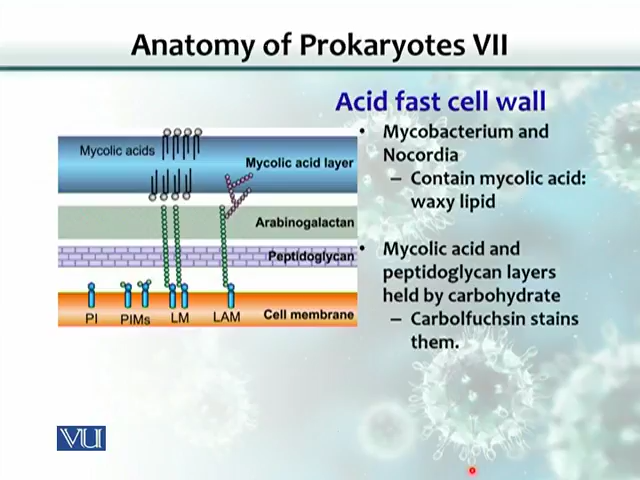 Anatomy of Prokaryotes VII
Acid fast cell wall
Mycolic acids
Mycolic acid layer
Arabinogalactan
Peptidoglycan
PI
PIMs
LM
LAM
Cell membrane
• Mycobacterium and
Nocordia
– Contain mycolic acid:
waxy lipid
• Mycolic acid and
peptidoglycan layers
held by carbohydrate
– Carbolfuchsin stains
them.
VU